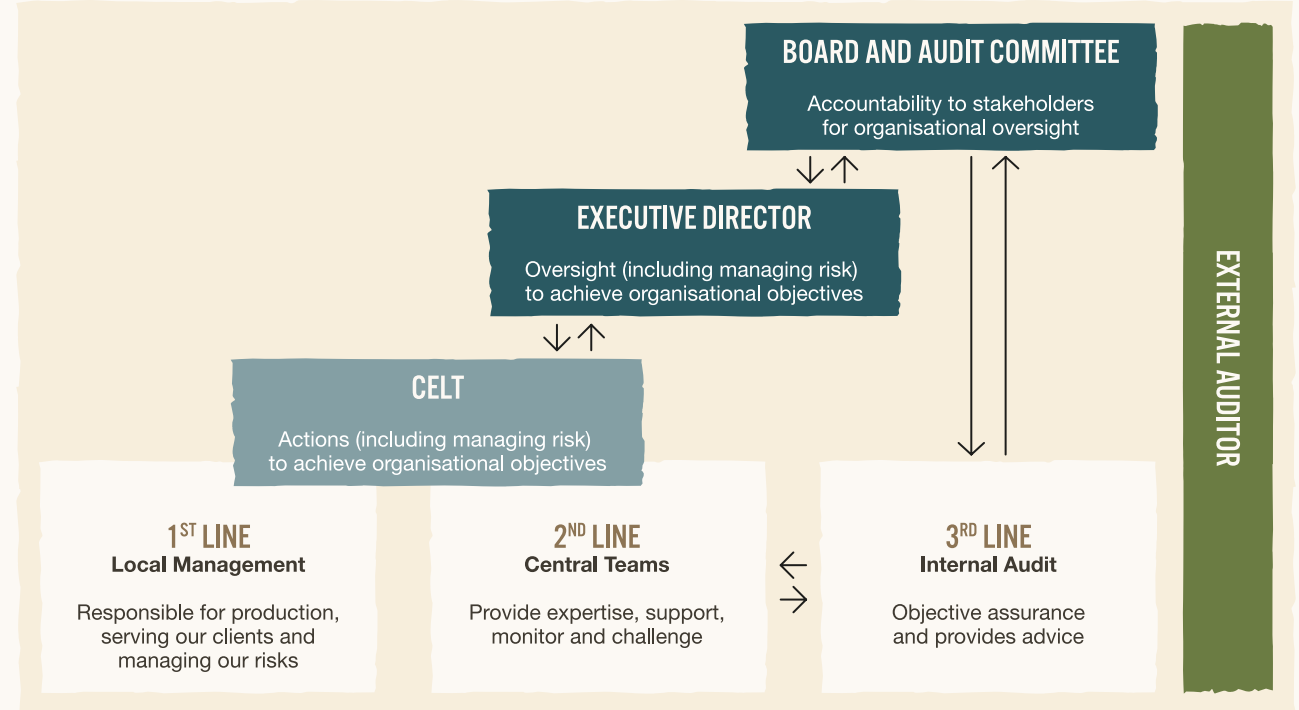 BOARD AND AUDIT COMMITTEE
Accountability to stakeholders
for organisational oversight
EXECUTIVE DIRECTOR
Oversight (including managing risk)
to achieve organisational objectives
CELT
Actions (including managing risk)
to achieve organisational objectives
1ST LINE
Local Management
Responsible for production,
serving our clients and
managing our risks
2ND LINE
Central Teams
Provide expertise, support,
monitor and challenge
3RD LINE
Internal Audit
Objective assurance
and provides advice
EXTERNAL AUDITOR